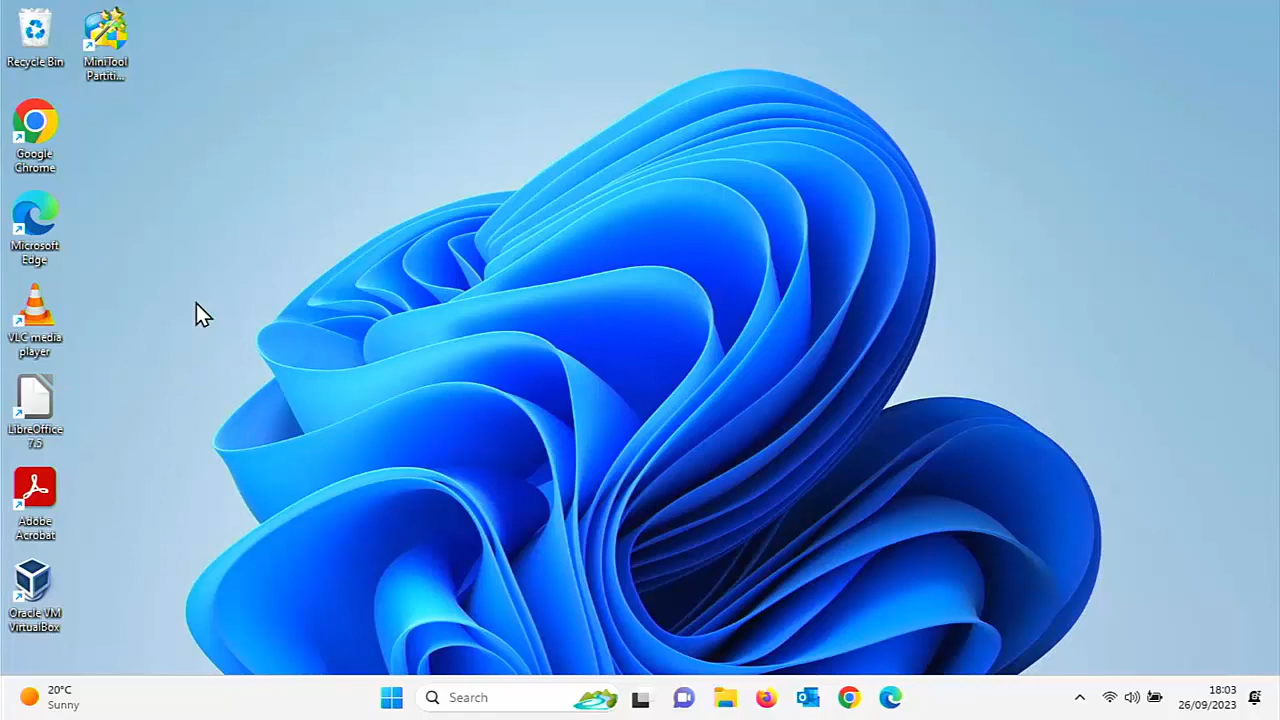 Recycle Bin
MiniTool
Partiti...
Google
Chrome
Microsoft
Edge
VLC media
player
LibreOffice
7.5
Adobe
Acrobat
Oracle VM
VirtualBox
20°C
Sunny
Search
18:03
26/09/2023